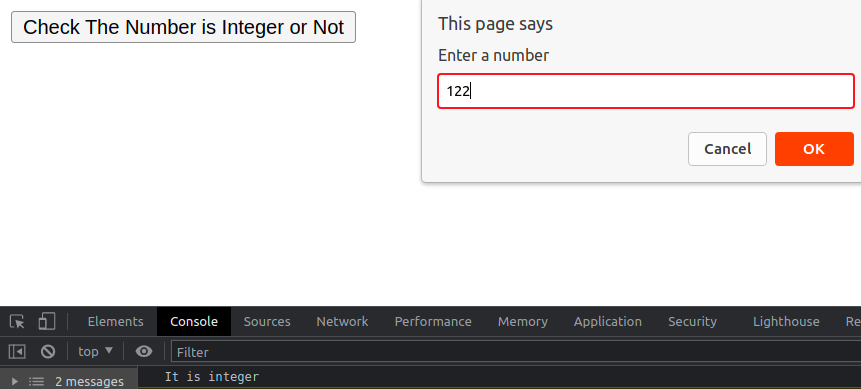 Check The Number is Integer or Not
This page says
Enter a number
122
Cancel OK
Elements Console Sources Network Performance Memory Application Security Lighthouse Re
top Filter
2 messages It is integer